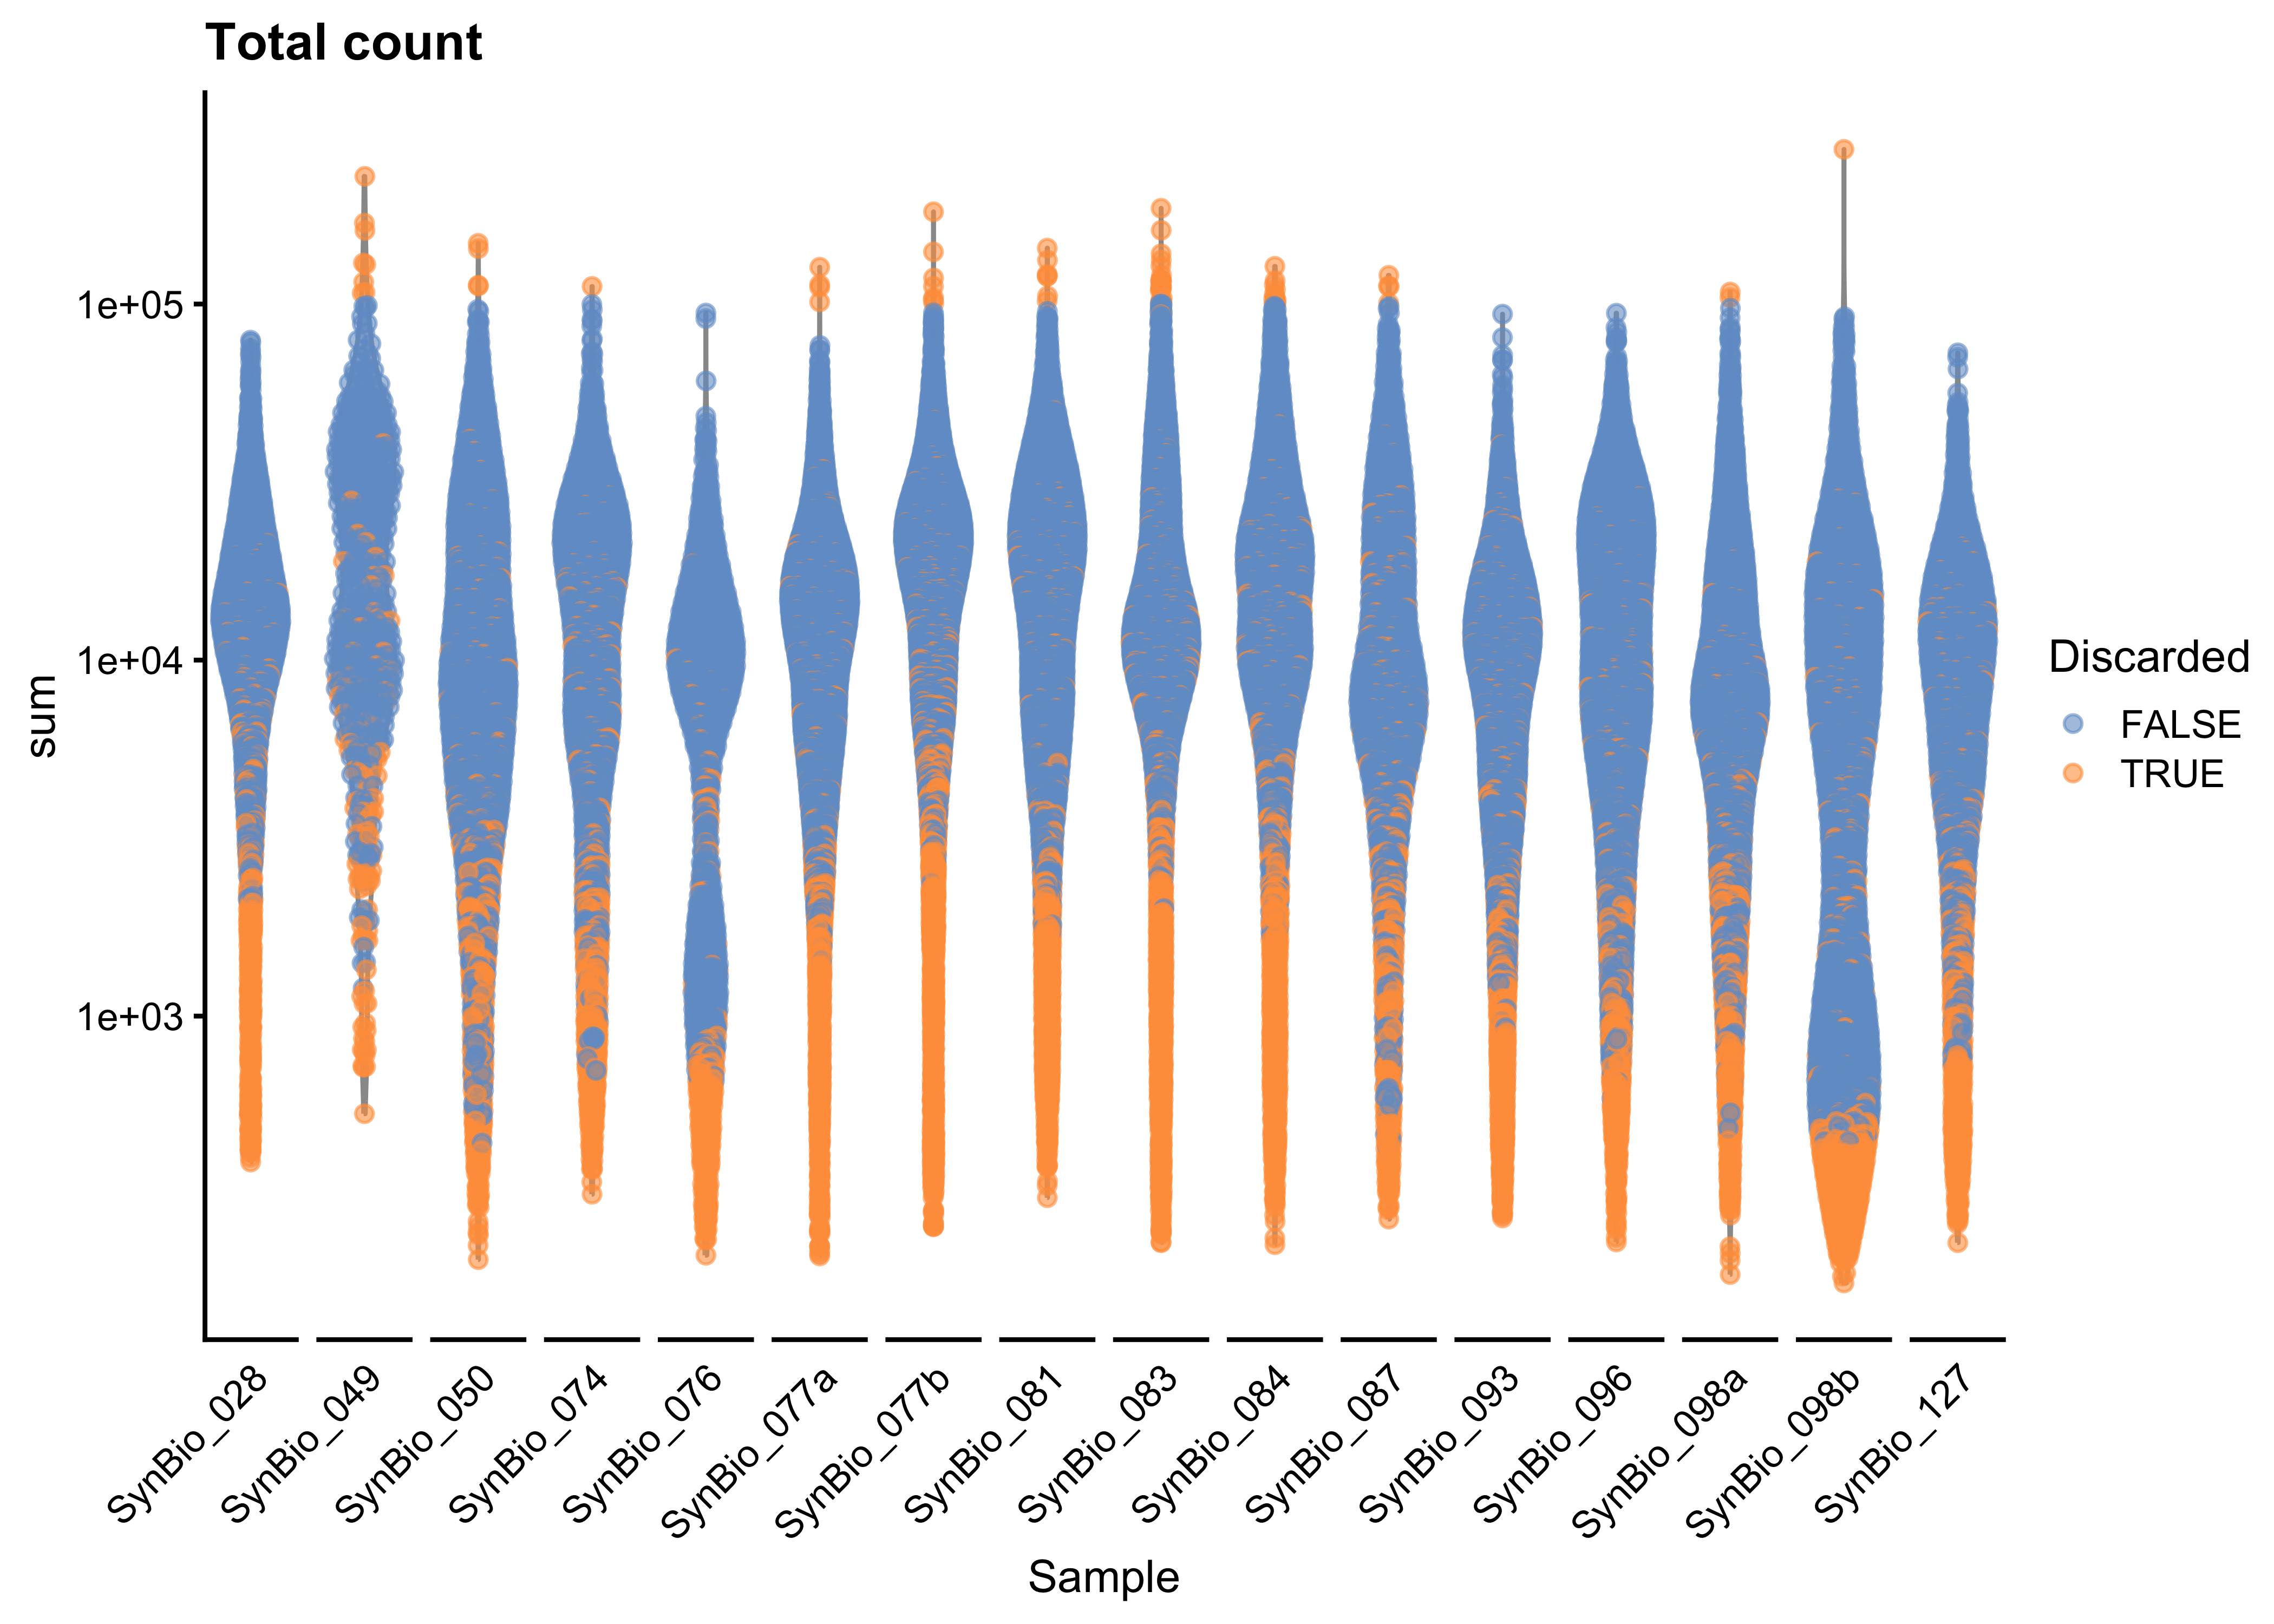 Total count
sum
1e+05
1e+04
1e+03
SynBio_028
SynBio_049
SynBio_050
SynBio_074
SynBio_076
SynBio_077a
SynBio_077b
SynBio_081
SynBio_083
SynBio_084
SynBio_087
SynBio_093
SynBio_096
SynBio_098a
SynBio_098b
SynBio_127
Sample
Discarded
FALSE
TRUE